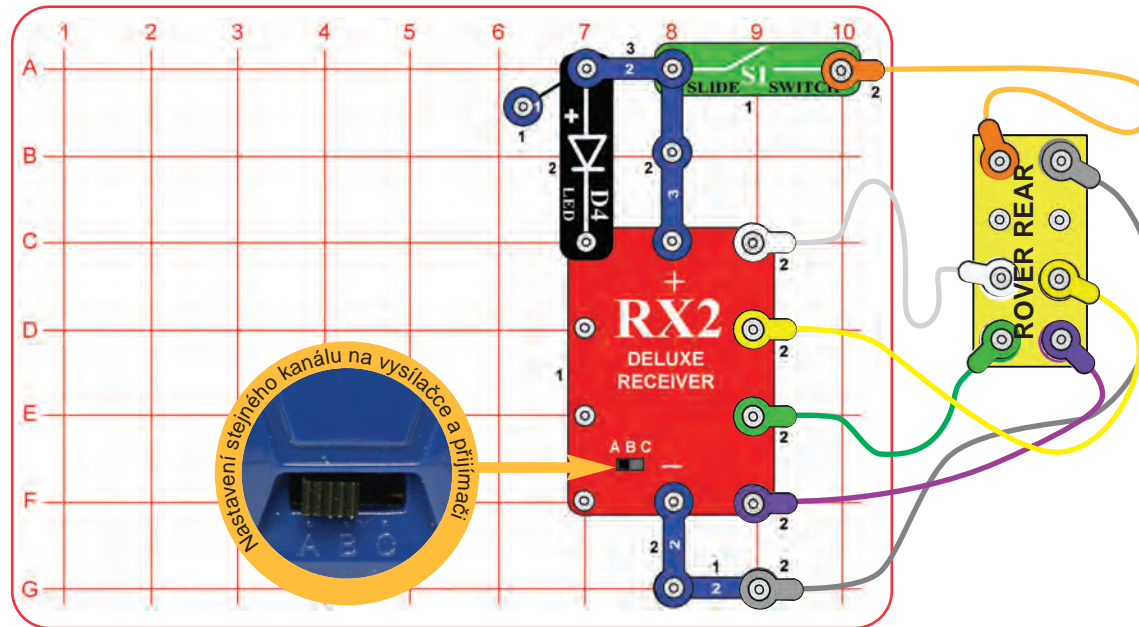 1 2 3 4 5 6 7 8 9 10
A
B
C
D
E
F
G
3
2
1
1
2
+
LED
D4
S1
SLIDE SWITCH
1
2
2
3
2
+
RX2
DELUXE
RECEIVER
1
2
2
A B C
−
2
2
2
1
2
2
ROVER REAR
Nastavení stejného kanálu na vysílačce a přijímači
A B C